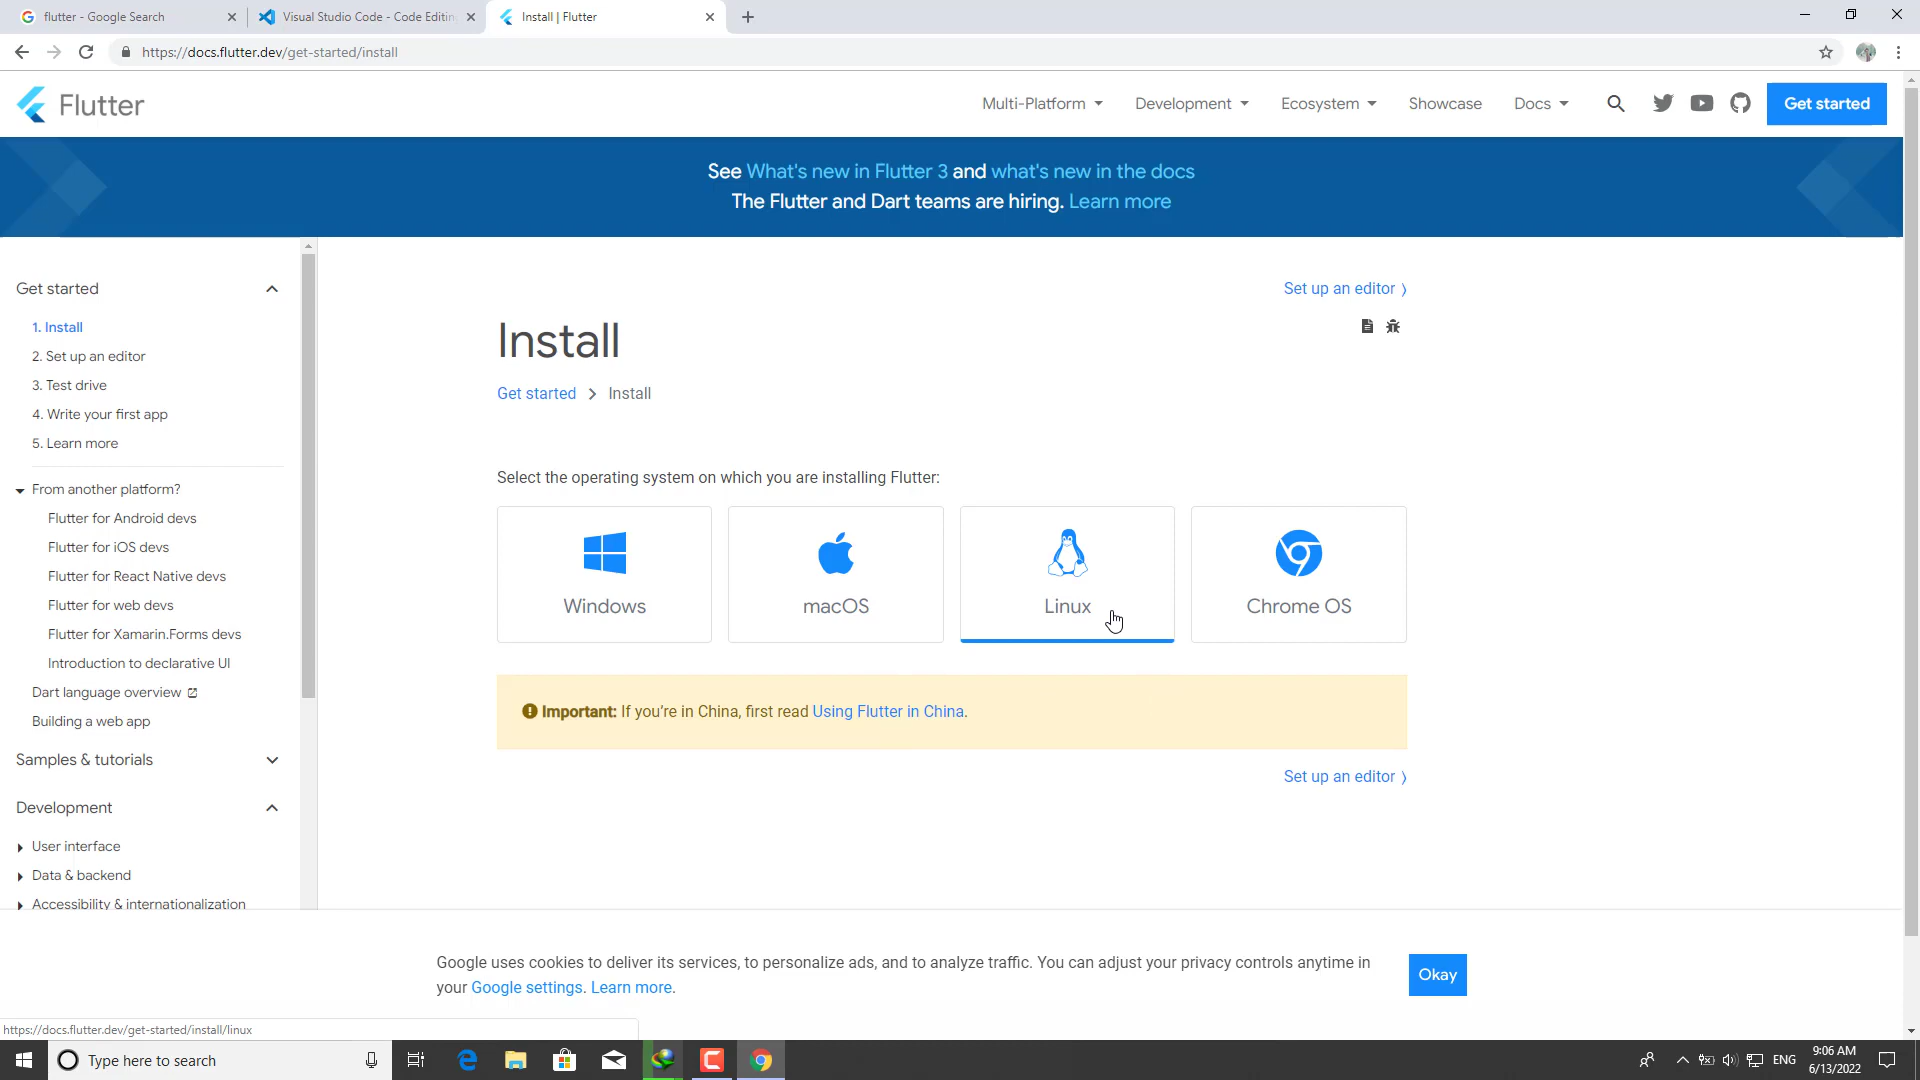 flutter - Google Search
Visual Studio Code - Code Editin
Install | Flutter
https://docs.flutter.dev/get-started/install
Flutter
Multi-Platform
Development
Ecosystem
Showcase
Docs
Get started
See What's new in Flutter 3 and what's new in the docs
The Flutter and Dart teams are hiring. Learn more
Get started
1. Install
2. Set up an editor
3. Test drive
4. Write your first app
5. Learn more
From another platform?
Flutter for Android devs
Flutter for iOS devs
Flutter for React Native devs
Flutter for web devs
Flutter for Xamarin.Forms devs
Introduction to declarative UI
Dart language overview
Building a web app
Samples & tutorials
Development
User interface
Data & backend
Accessibility & internationalization
Set up an editor
Install
Get started > Install
Select the operating system on which you are installing Flutter:
Windows
macOS
Linux
Chrome OS
Important: If you're in China, first read Using Flutter in China.
Set up an editor
Google uses cookies to deliver its services, to personalize ads, and to analyze traffic. You can adjust your privacy controls anytime in
your Google settings. Learn more.
Okay
https://docs.flutter.dev/get-started/install/linux
Type here to search
ENG
9:06 AM
6/13/2022